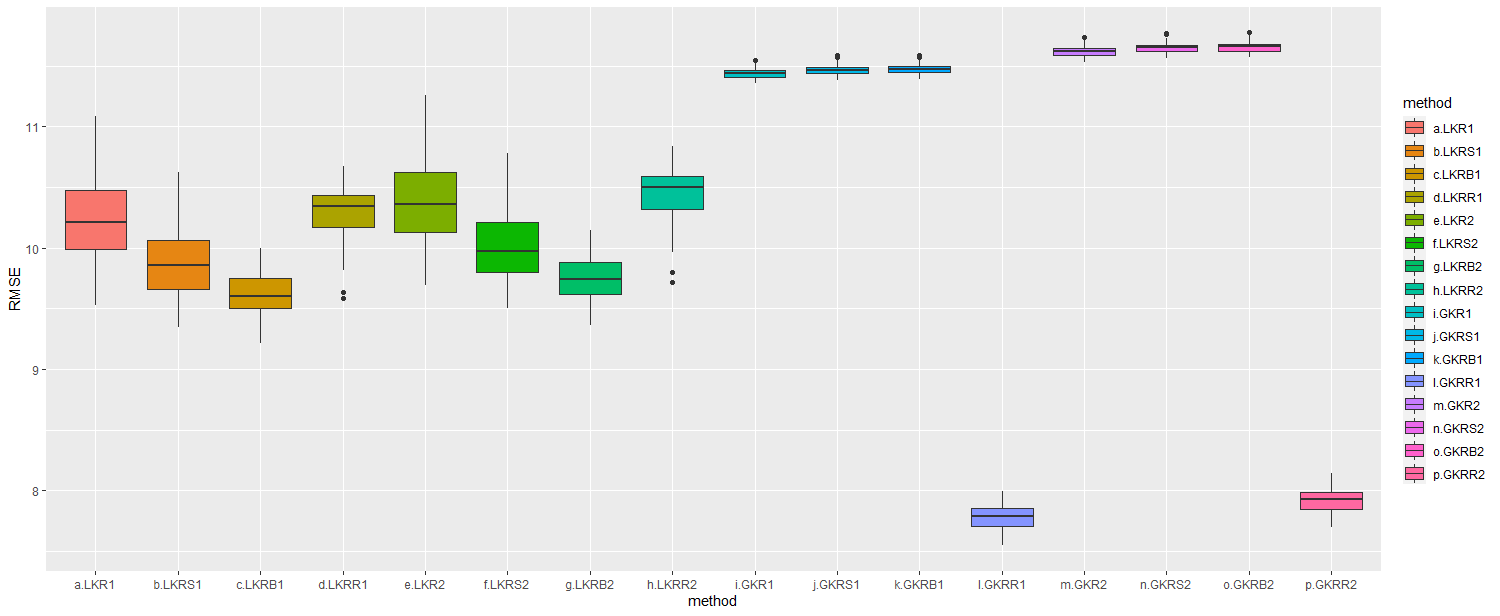 RMSE
11
10
9
8
a.LKR1 b.LKRS1 c.LKRB1 d.LKRR1 e.LKR2 f.LKRS2 g.LKRB2 h.LKRR2 i.GKR1 j.GKRS1 k.GKRB1 l.GKRR1 m.GKR2 n.GKRS2 o.GKRB2 p.GKRR2
method
method
a.LKR1
b.LKRS1
c.LKRB1
d.LKRR1
e.LKR2
f.LKRS2
g.LKRB2
h.LKRR2
i.GKR1
j.GKRS1
k.GKRB1
l.GKRR1
m.GKR2
n.GKRS2
o.GKRB2
p.GKRR2